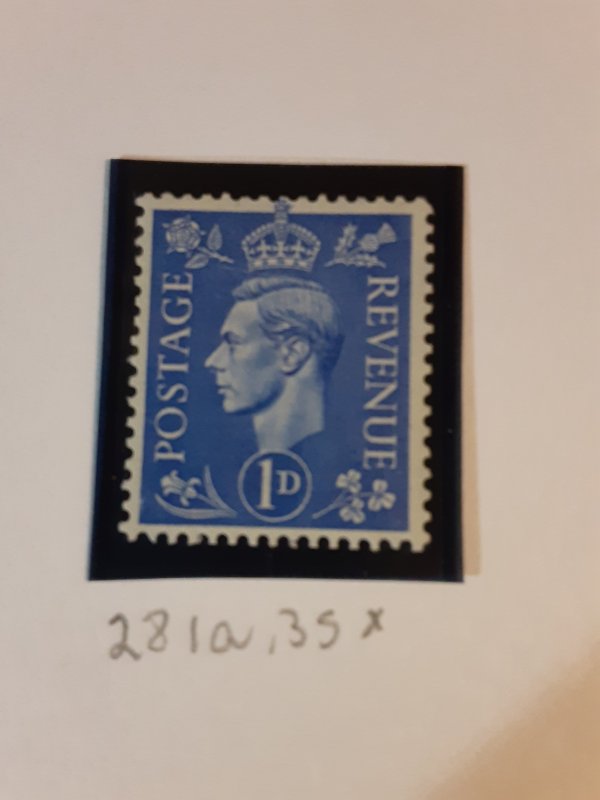 POSTAGE
REVENUE
1D
281a, 35 x